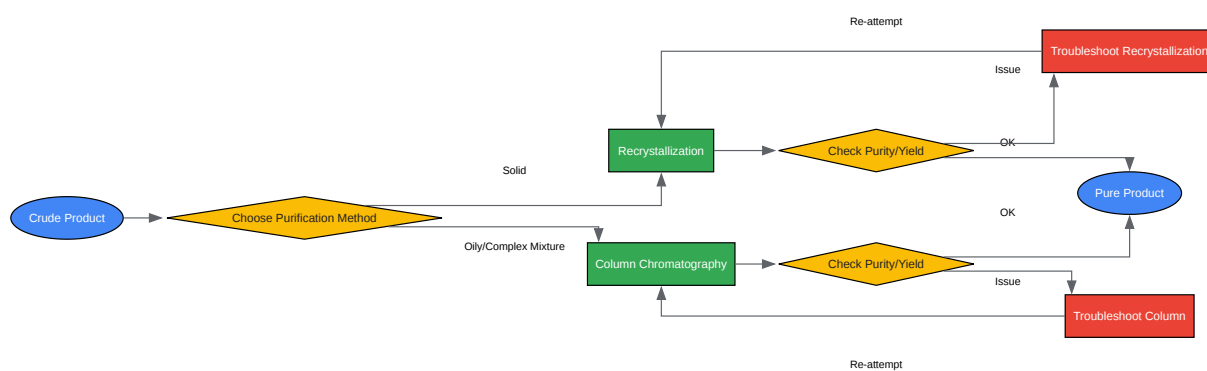 Re-attempt
Troubleshoot Recrystallization
Issue
Recrystallization
Check Purity/Yield
OK
Solid
Pure Product
Crude Product
Choose Purification Method
OK
Oily/Complex Mixture
Column Chromatography
Check Purity/Yield
Issue
Troubleshoot Column
Re-attempt